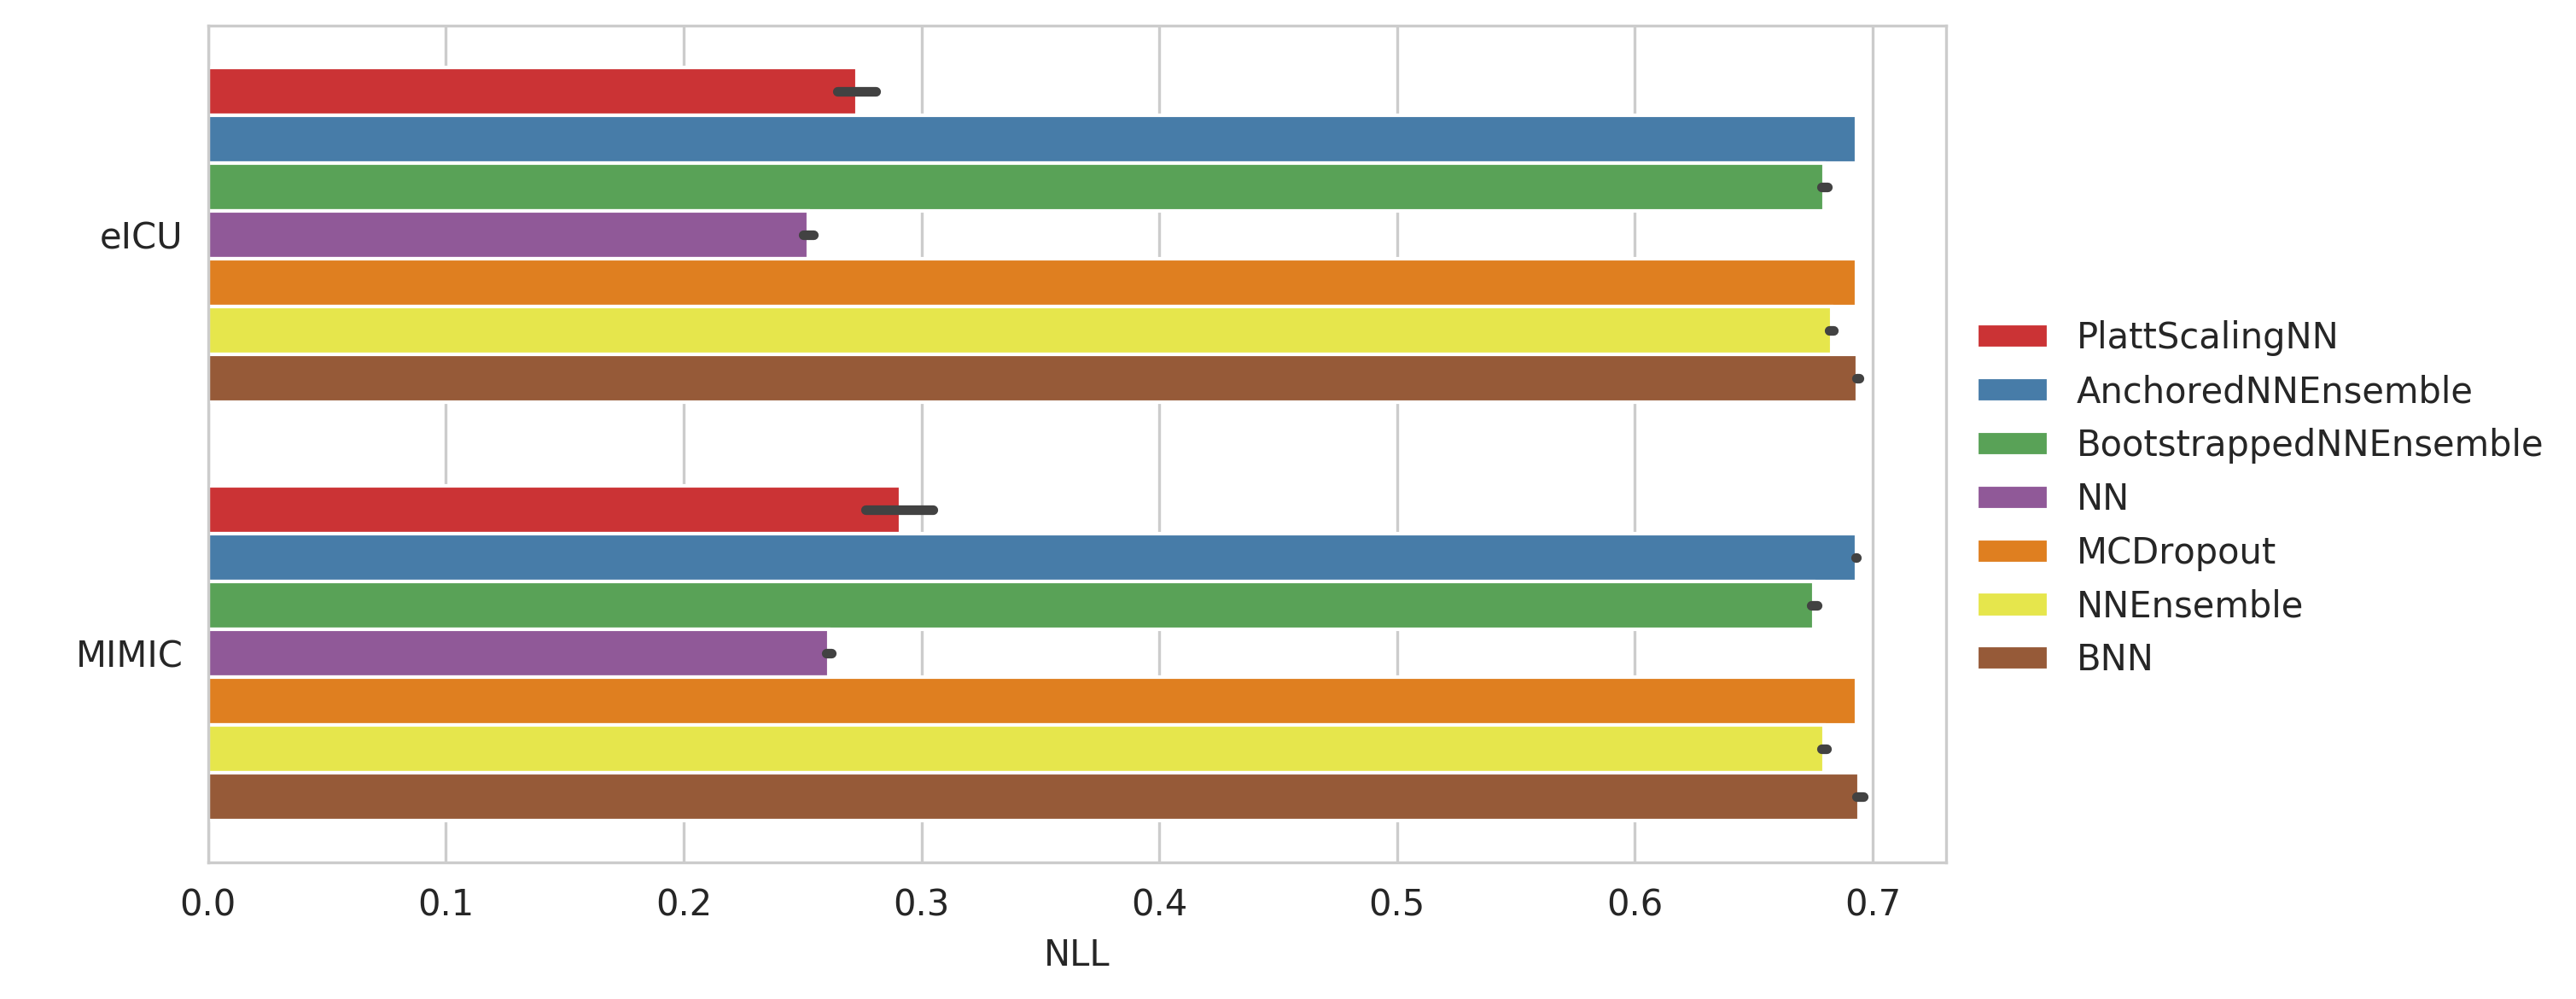 eICU
MIMIC
0.0 0.1 0.2 0.3 0.4 0.5 0.6 0.7
NLL
PlattScalingNN
AnchoredNNEnsemble
BootstrappedNNEnsemble
NN
MCDropout
NNEnsemble
BNN